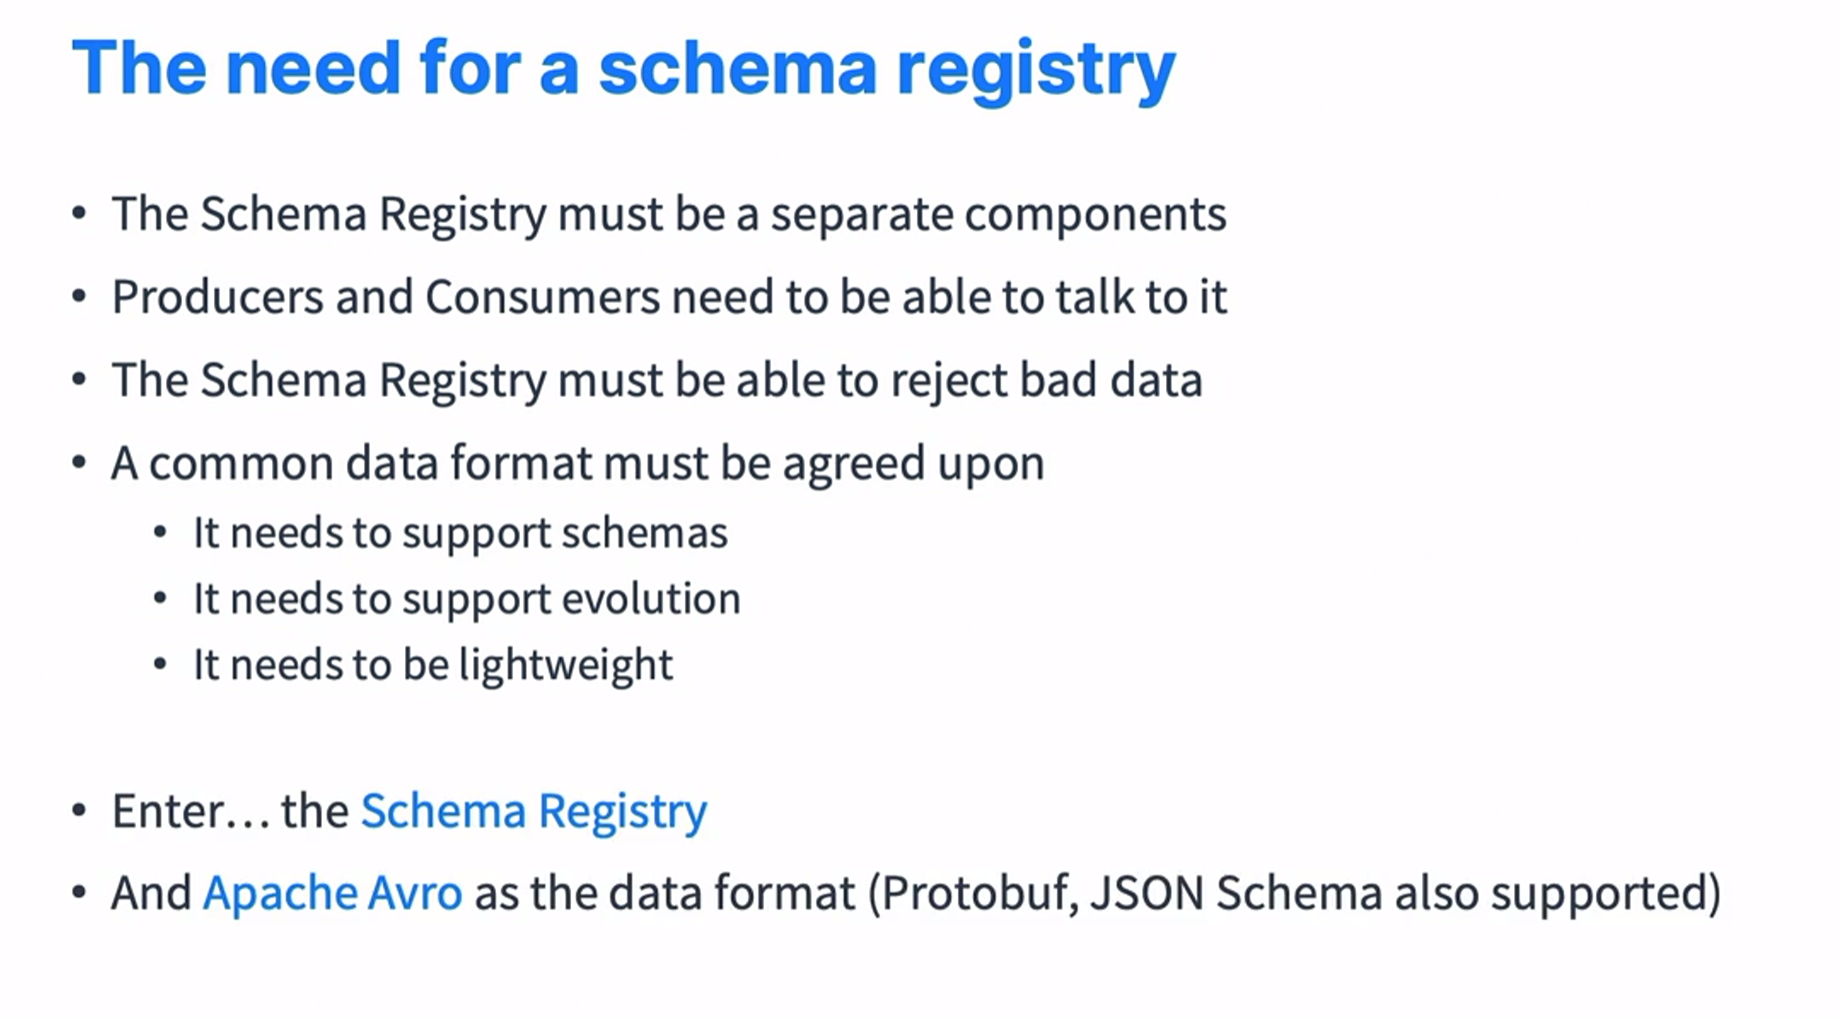 The need for a schema registry
• The Schema Registry must be a separate components
• Producers and Consumers need to be able to talk to it
• The Schema Registry must be able to reject bad data
• A common data format must be agreed upon
• It needs to support schemas
• It needs to support evolution
• It needs to be lightweight
• Enter… the Schema Registry
• And Apache Avro as the data format (Protobuf, JSON Schema also supported)